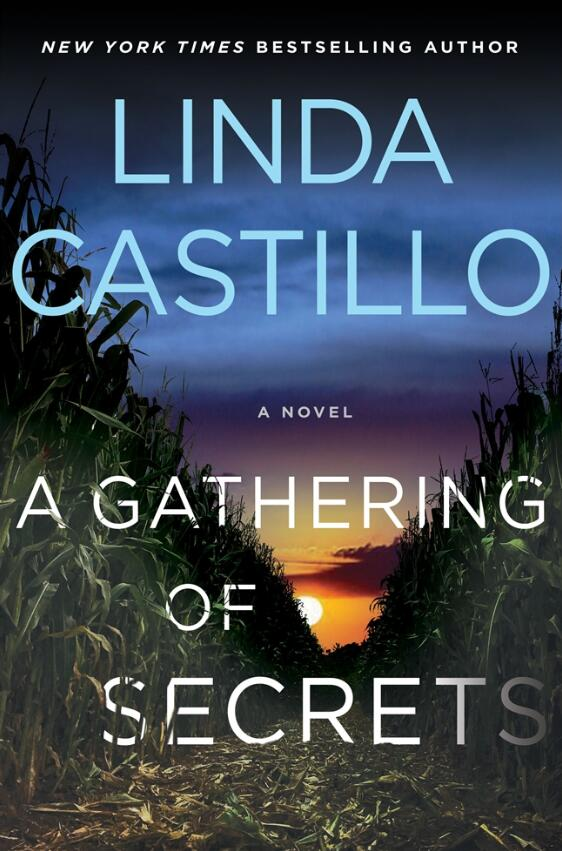 NEW YORK TIMES BESTSELLING AUTHOR
LINDA
CASTILLO
A NOVEL
A GATHERING
OF
SECRETS